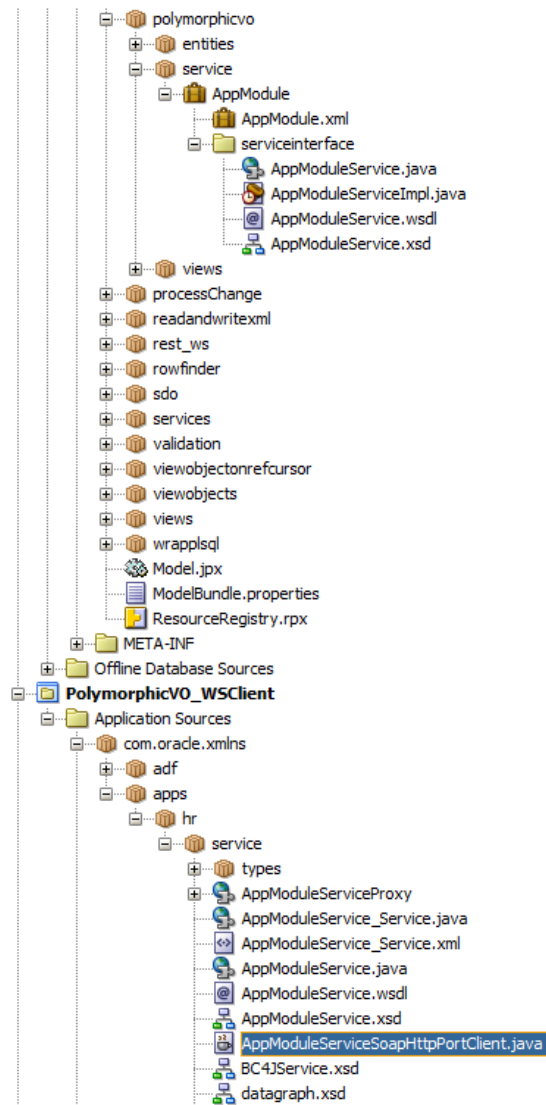 polymorphicvo
entities
service
AppModule
AppModule.xml
serviceinterface
AppModuleService.java
AppModuleServiceImpl.java
AppModuleService.wsdl
AppModuleService.xsd
views
processChange
readandwritexml
rest_ws
rowfinder
sdo
services
validation
viewobjectonrefcursor
viewobjects
views
wrapplsql
Model.jpx
ModelBundle.properties
ResourceRegistry.rpx
META-INF
Offline Database Sources
PolymorphicVO_WSClient
Application Sources
com.oracle.xmlns
adf
apps
hr
service
types
AppModuleServiceProxy
AppModuleService_Service.java
AppModuleService_Service.xml
AppModuleService.java
AppModuleService.wsdl
AppModuleService.xsd
AppModuleServiceSoapHttpPortClient.java
BC4JService.xsd
datagraph.xsd